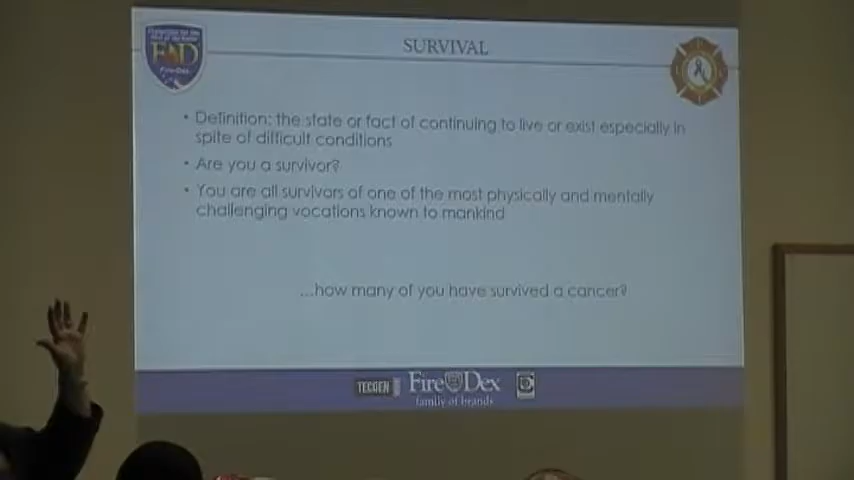 SURVIVAL
FD
Fire-Dex
• Definition: the state or fact of continuing to live or exist especially in
spite of difficult conditions
• Are you a survivor?
• You are all survivors of one of the most physically and mentally
challenging vocations known to mankind
...how many of you have survived a cancer?
TECGEN
Fire Dex
family of brands